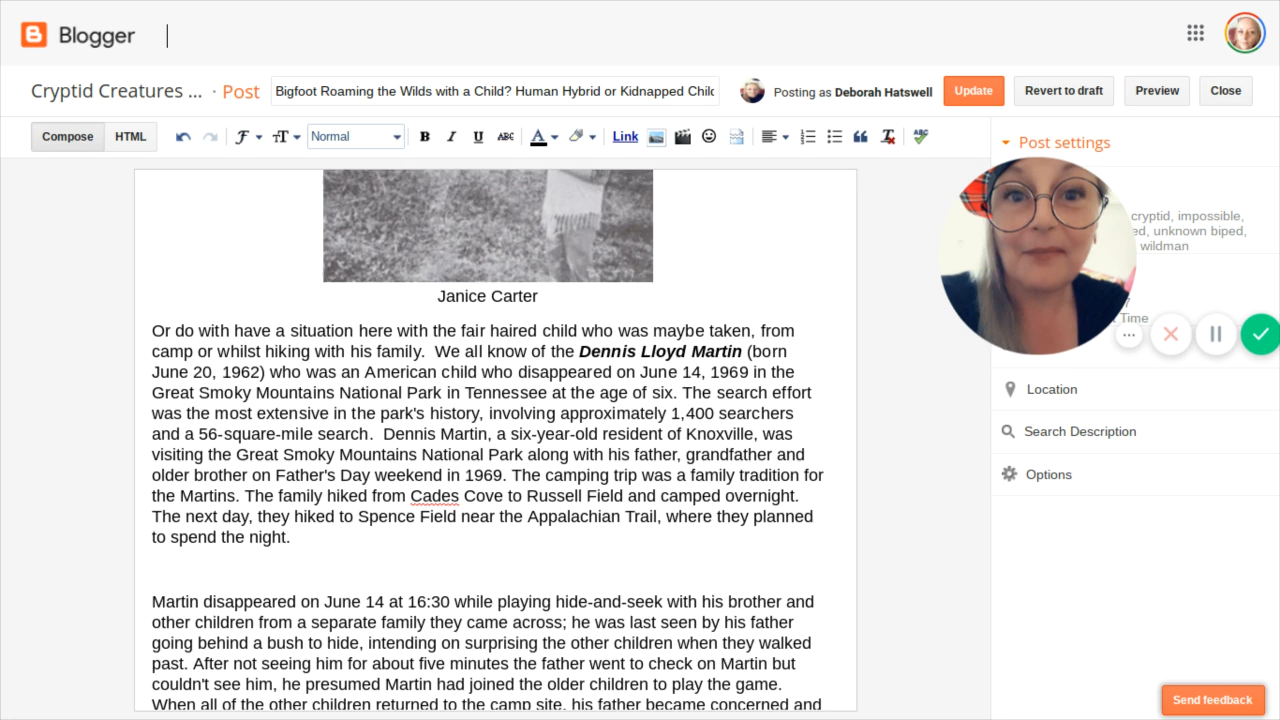 Blogger
Cryptid Creatures ... · Post
Bigfoot Roaming the Wilds with a Child? Human Hybrid or Kidnapped Chilc
Posting as Deborah Hatswell
Update
Revert to draft
Preview
Close
Compose
HTML
Normal
B I U ABC
A
Link
ABC
Post settings
cryptid, impossible,
ed, unknown biped,
wildman
7
Time
Location
Search Description
Options
Janice Carter
Or do with have a situation here with the fair haired child who was maybe taken, from
camp or whilst hiking with his family. We all know of the Dennis Lloyd Martin (born
June 20, 1962) who was an American child who disappeared on June 14, 1969 in the
Great Smoky Mountains National Park in Tennessee at the age of six. The search effort
was the most extensive in the park's history, involving approximately 1,400 searchers
and a 56-square-mile search. Dennis Martin, a six-year-old resident of Knoxville, was
visiting the Great Smoky Mountains National Park along with his father, grandfather and
older brother on Father's Day weekend in 1969. The camping trip was a family tradition for
the Martins. The family hiked from Cades Cove to Russell Field and camped overnight.
The next day, they hiked to Spence Field near the Appalachian Trail, where they planned
to spend the night.
Martin disappeared on June 14 at 16:30 while playing hide-and-seek with his brother and
other children from a separate family they came across; he was last seen by his father
going behind a bush to hide, intending on surprising the other children when they walked
past. After not seeing him for about five minutes the father went to check on Martin but
couldn't see him, he presumed Martin had joined the older children to play the game.
When all of the other children returned to the camp site, his father became concerned and
Send feedback